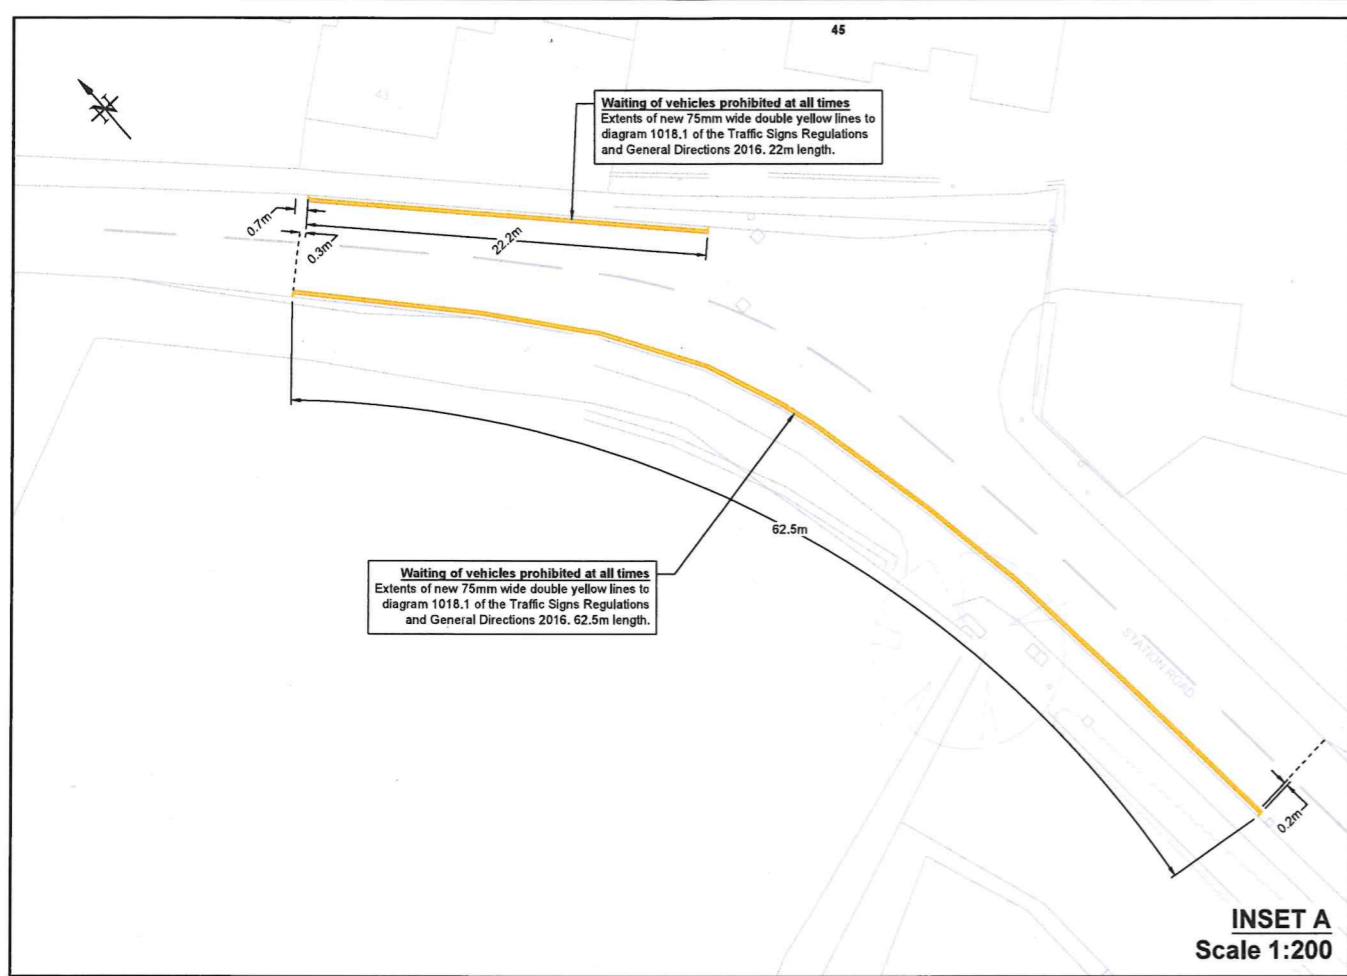 45
43
N
Waiting of vehicles prohibited at all times
Extents of new 75mm wide double yellow lines to
diagram 1018.1 of the Traffic Signs Regulations
and General Directions 2016. 22m length.
0.7m
0.3m
22.2m
62.5m
Waiting of vehicles prohibited at all times
Extents of new 75mm wide double yellow lines to
diagram 1018.1 of the Traffic Signs Regulations
and General Directions 2016. 62.5m length.
STATION ROAD
0.2m
INSET A
Scale 1:200